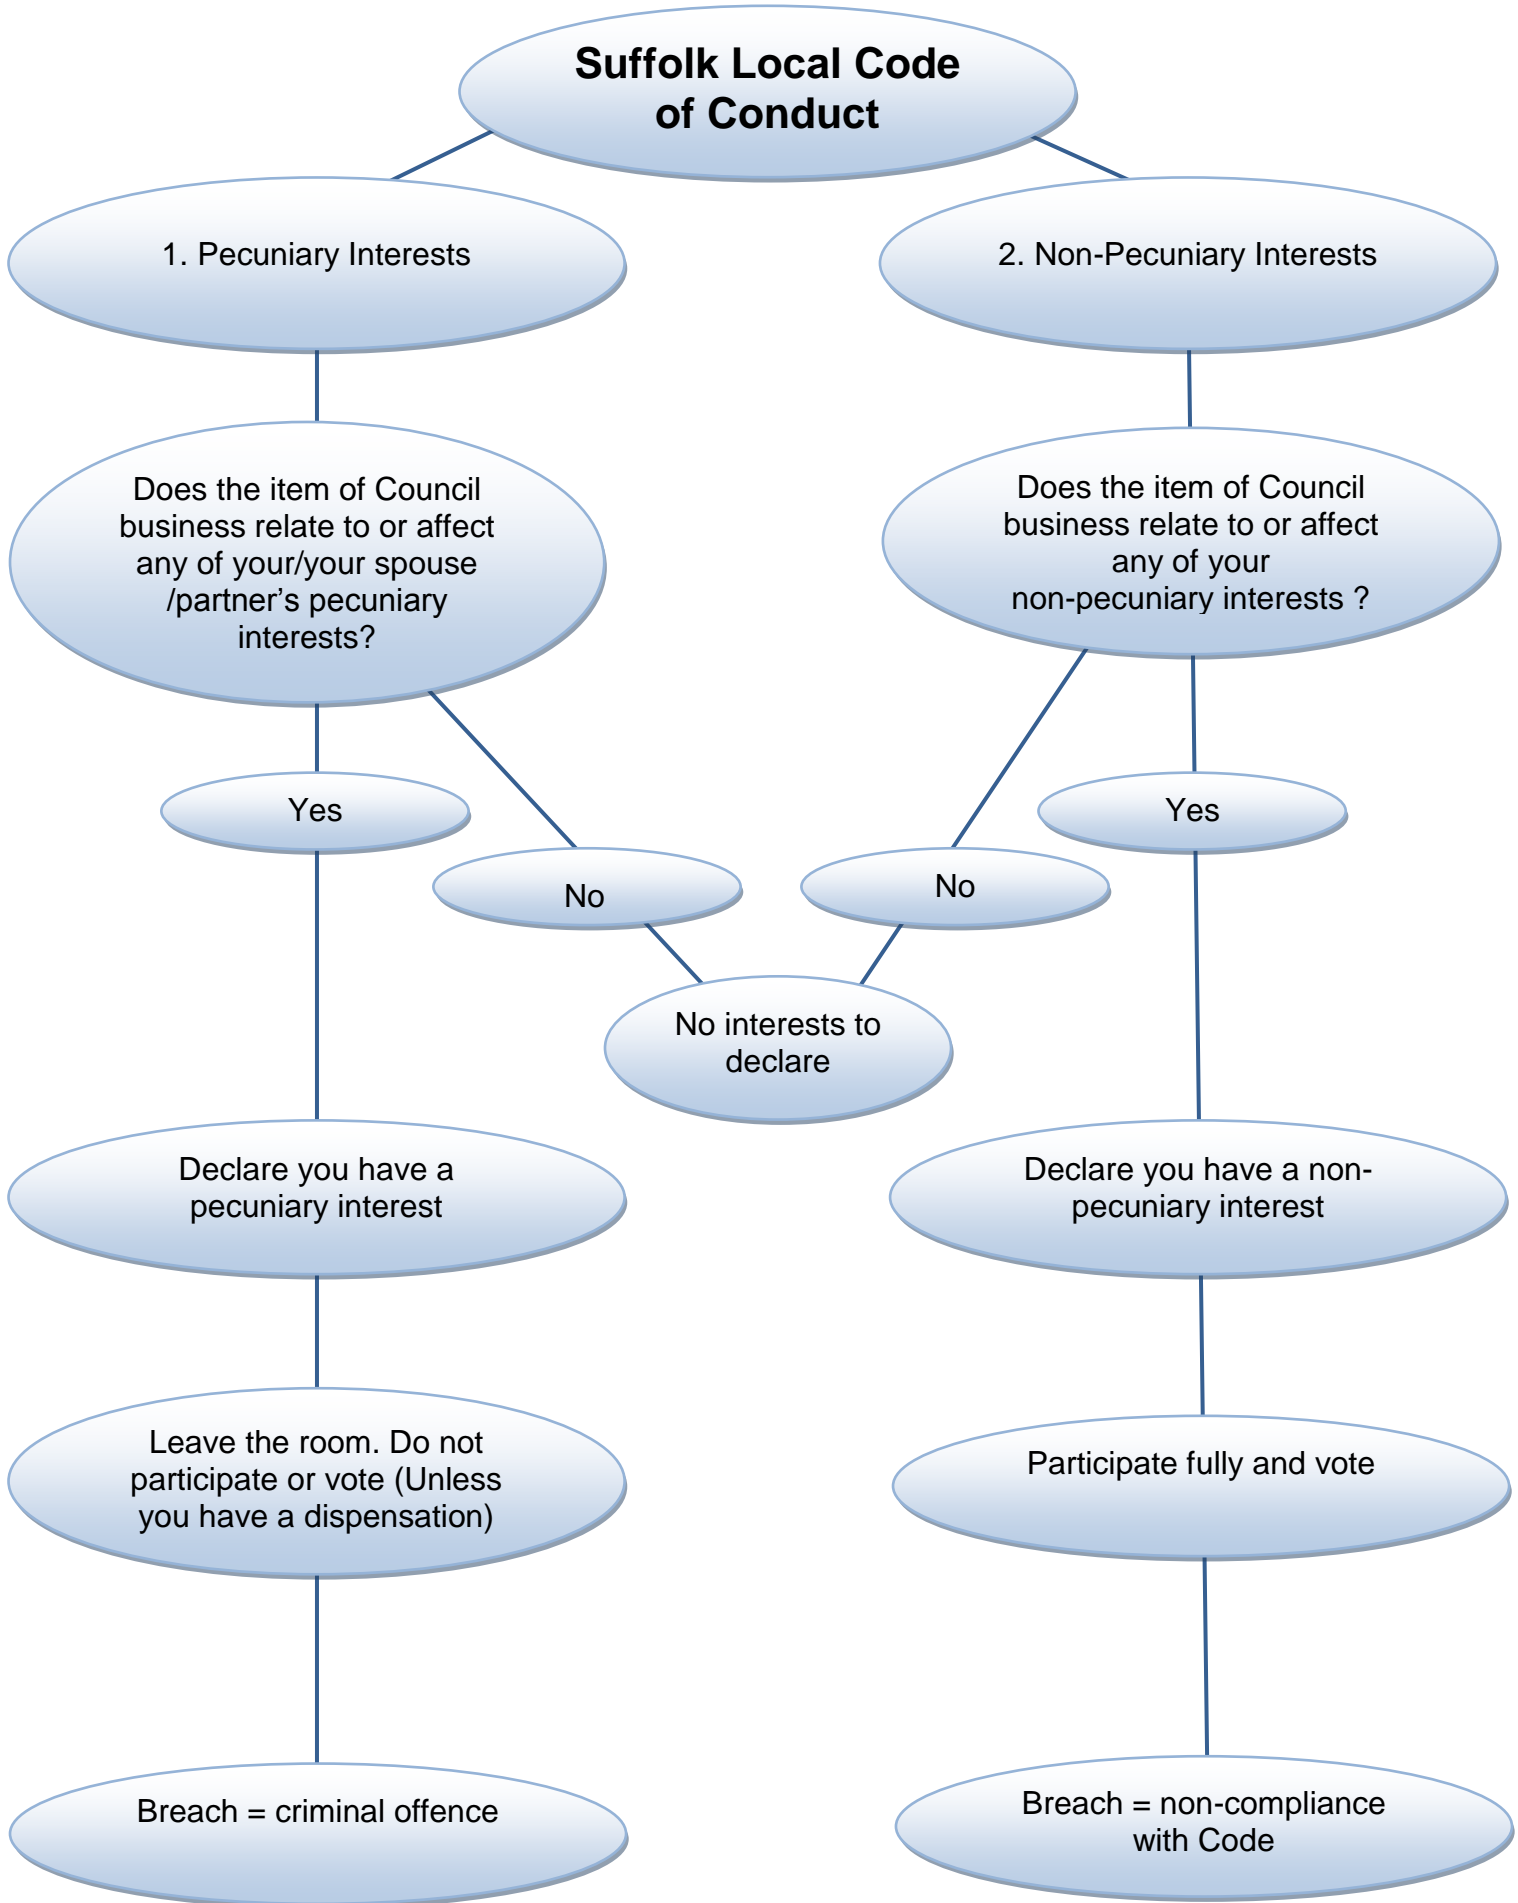 Suffolk Local Code
of Conduct
1. Pecuniary Interests
2. Non-Pecuniary Interests
Does the item of Council
business relate to or affect
any of your/your spouse
/partner’s pecuniary
interests?
Does the item of Council
business relate to or affect
any of your
non-pecuniary interests ?
Yes
No
No
Yes
No interests to
declare
Declare you have a
pecuniary interest
Declare you have a non-
pecuniary interest
Leave the room. Do not
participate or vote (Unless
you have a dispensation)
Participate fully and vote
Breach = criminal offence
Breach = non-compliance
with Code